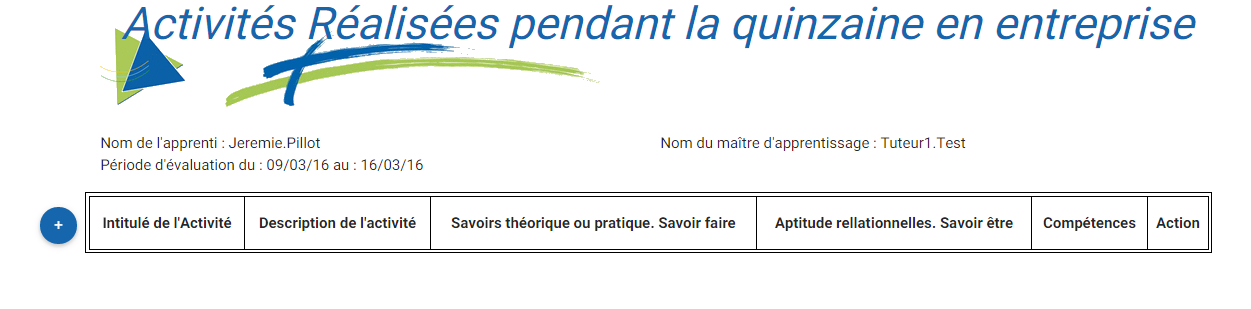 Activités Réalisées pendant la quinzaine en entreprise
Nom de l'apprenti : Jeremie.Pillot
Nom du maître d'apprentissage : Tuteur1.Test
Période d'évaluation du : 09/03/16 au : 16/03/16
+
Intitulé de l'Activité
Description de l'activité
Savoirs théorique ou pratique. Savoir faire
Aptitude rellationnelles. Savoir être
Compétences
Action